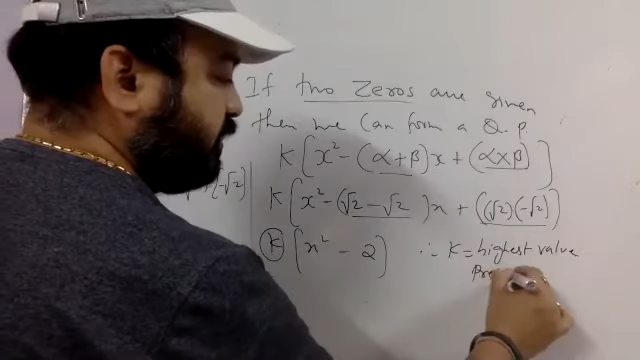 If two zeros are given
then we can form a Q.p.
K[x² - (α+β)x + (α×β)]
(-√2)
K[x² - (√2 - √2)x + ((√2)(-√2))]
K[x² - 2] ∴ K = highest value